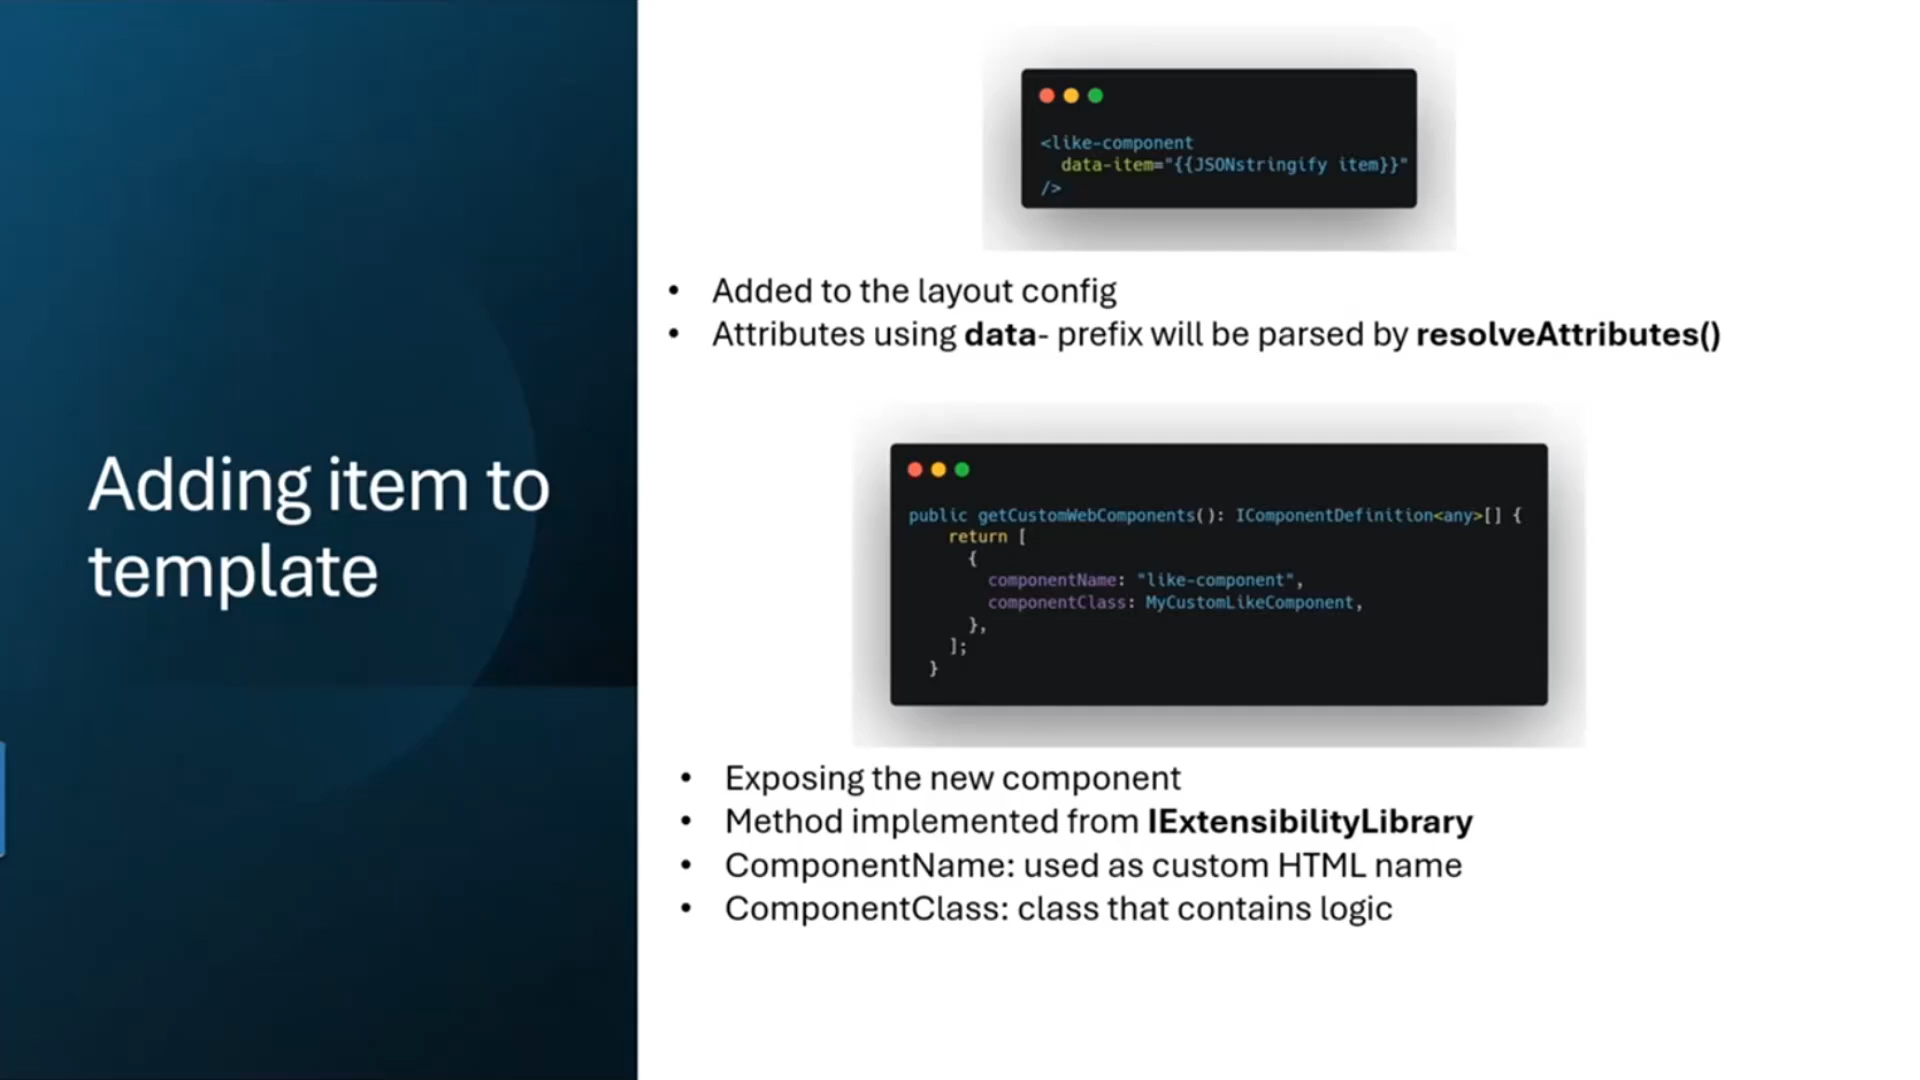 Adding item to
template
<like-component
data-item="{{JSONstringify item}}"
/>
• Added to the layout config
• Attributes using data- prefix will be parsed by resolveAttributes()
public getCustomWebComponents(): IComponentDefinition<any>[] {
return [
{
componentName: "like-component",
componentClass: MyCustomLikeComponent,
},
];
}
• Exposing the new component
• Method implemented from IExtensibilityLibrary
• ComponentName: used as custom HTML name
• ComponentClass: class that contains logic